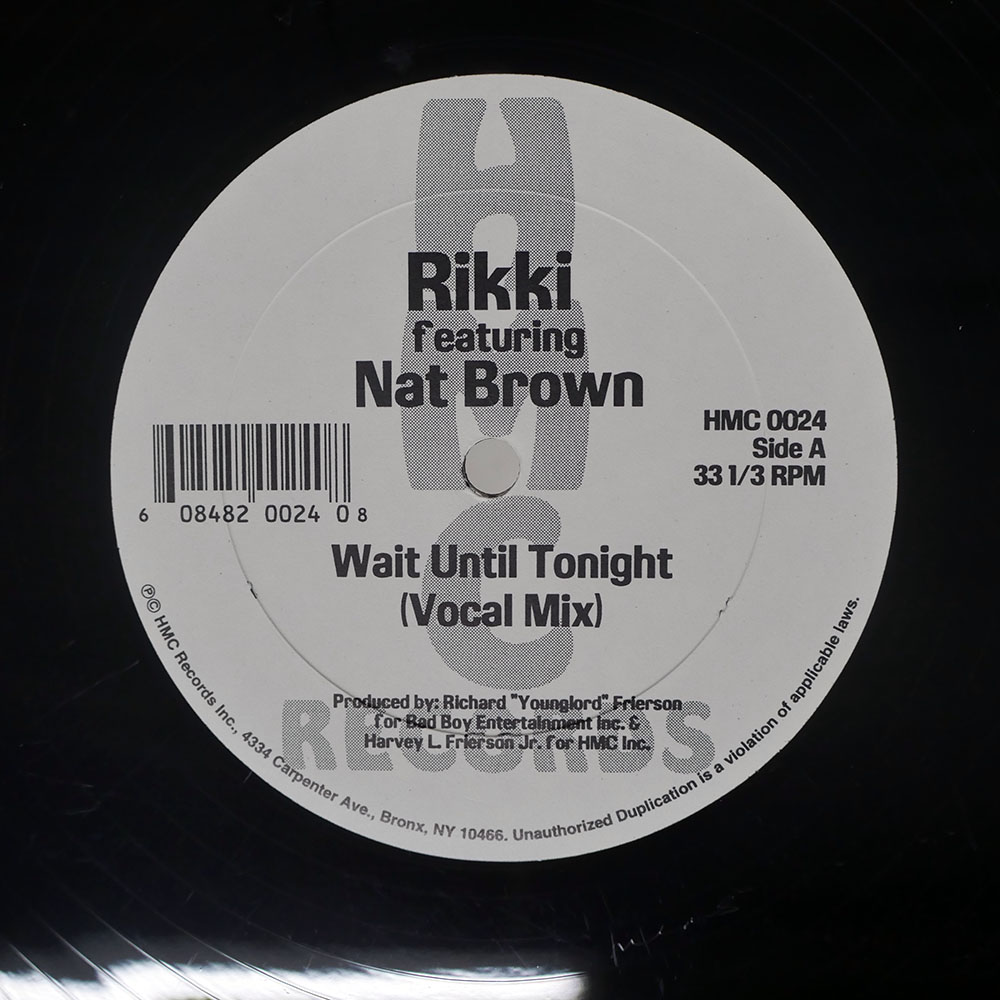 HMC
RECORDS
Rikki
featuring
Nat Brown
HMC 0024
Side A
33 1/3 RPM
6 08482 0024 0 8
Wait Until Tonight
(Vocal Mix)
Produced by: Richard "Younglord" Frierson
for Bad Boy Entertainment Inc. &
Harvey L. Frierson Jr. for HMC Inc.
℗© HMC Records Inc., 4334 Carpenter Ave., Bronx, NY 10466. Unauthorized Duplication is a violation of applicable laws.